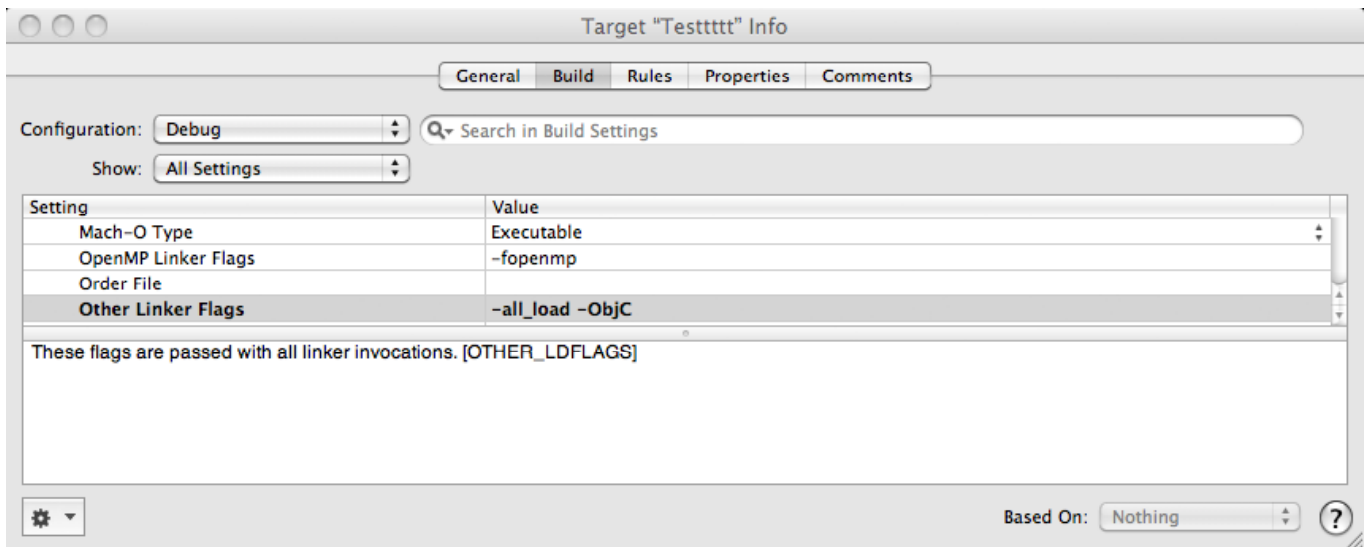 Target “Testtttt” Info
General Build Rules Properties Comments
Configuration: Debug Search in Build Settings
Show: All Settings
Setting Value
Mach-O Type Executable
OpenMP Linker Flags -fopenmp
Order File
Other Linker Flags -all_load -ObjC
These flags are passed with all linker invocations. [OTHER_LDFLAGS]
Based On: Nothing ?